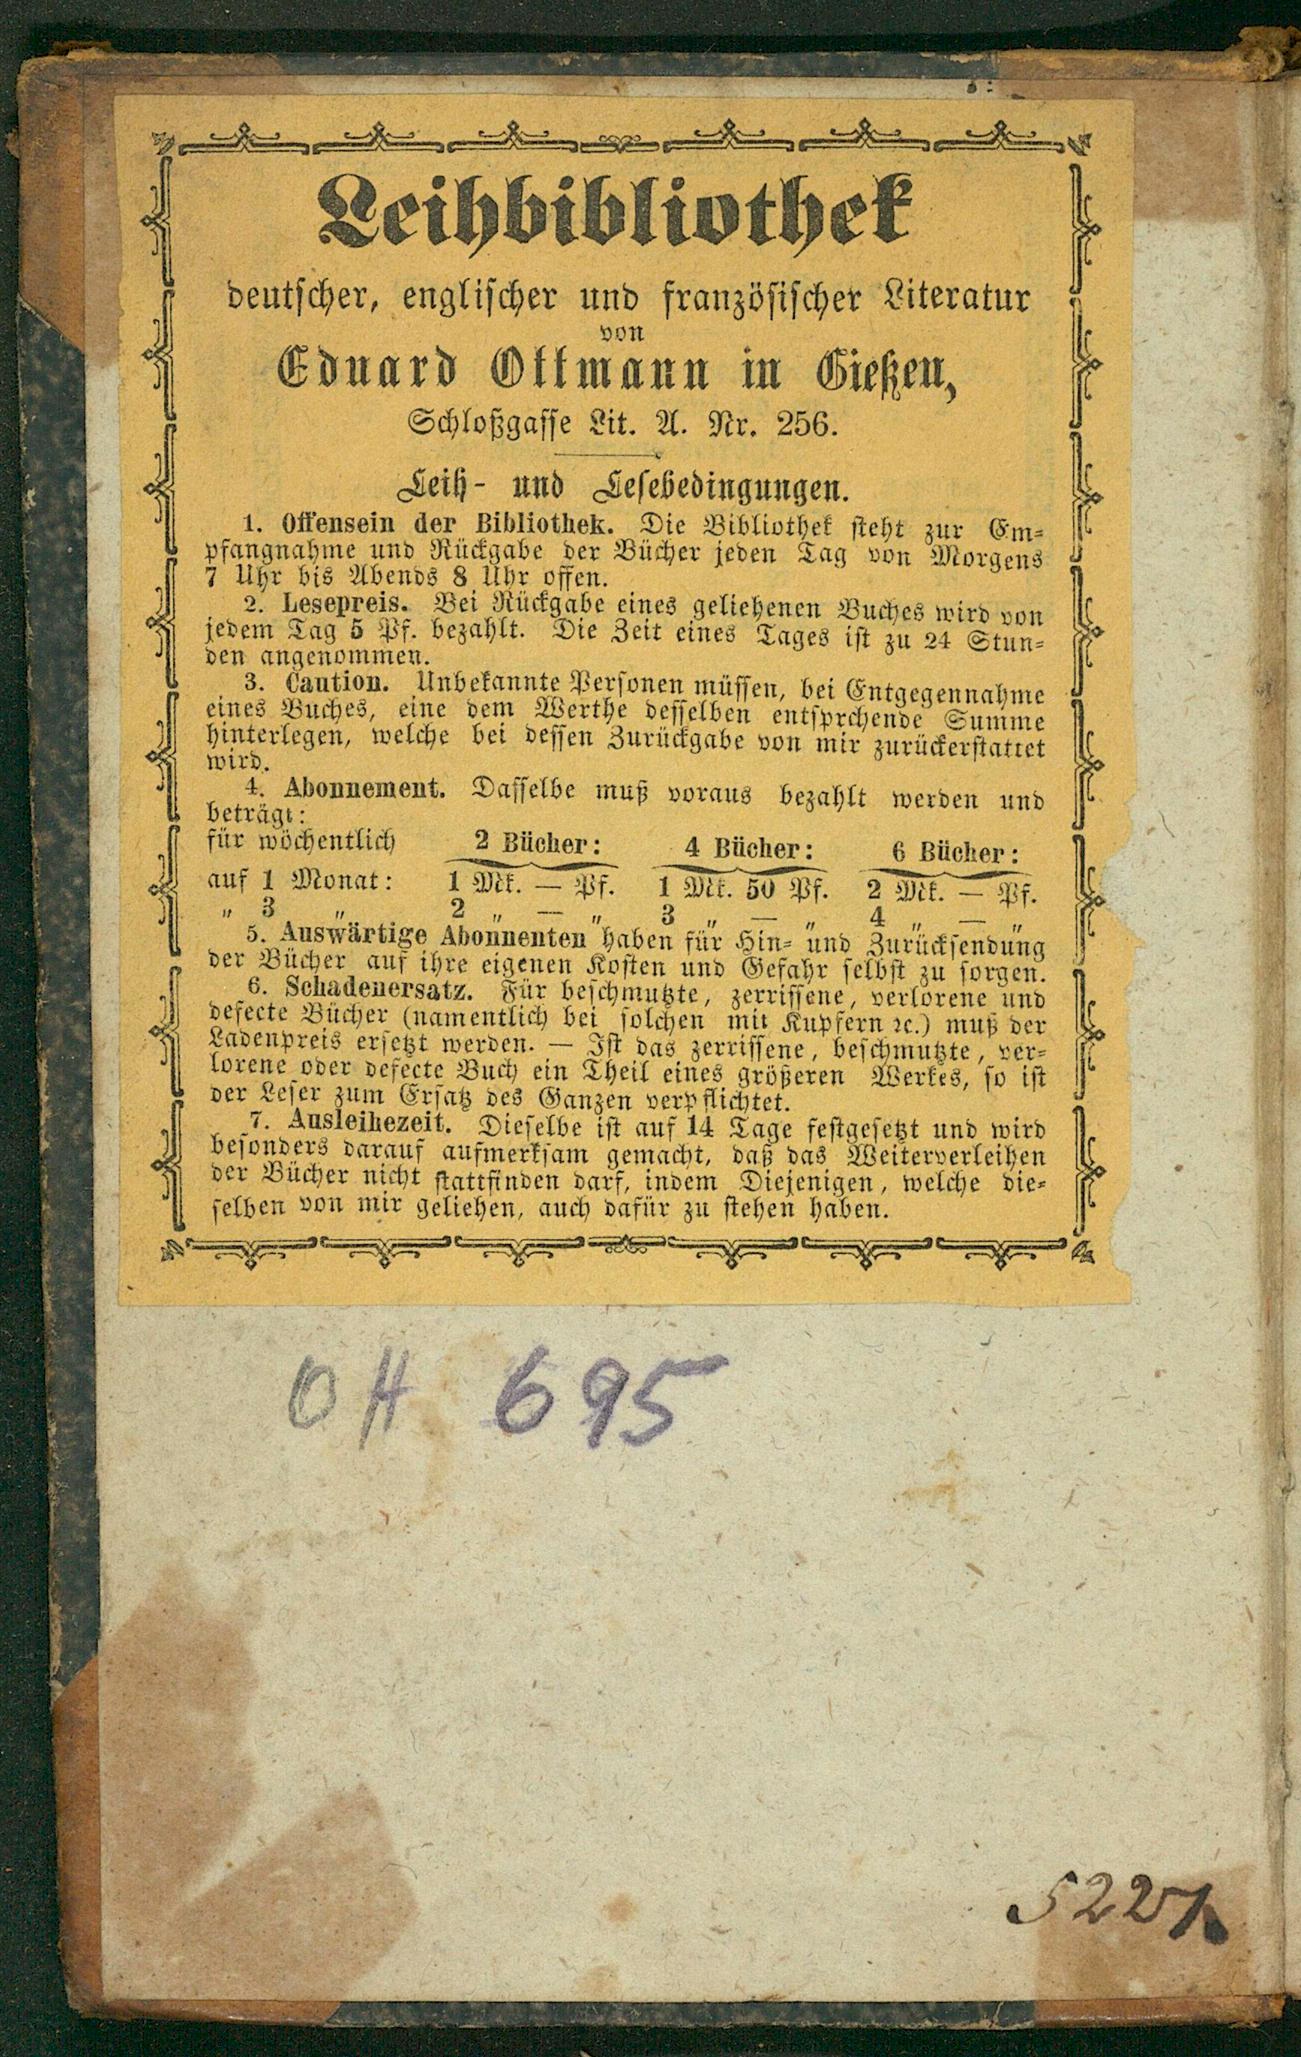 Leihbibliothek
deutscher, englischer und französischer Literatur
von
Eduard Ottmann in Gießen,
Schloßgasse Lit. A. Nr. 256.
Leih- und Lesebedingungen.
1. Offensein der Bibliothek. Die Bibliothek steht zur Em-
pfangnahme und Rückgabe der Bücher jeden Tag von Morgens
7 Uhr bis Abends 8 Uhr offen.
2. Lesepreis. Bei Rückgabe eines geliehenen Buches wird von
jedem Tag 5 Pf. bezahlt. Die Zeit eines Tages ist zu 24 Stun-
den angenommen.
3. Caution. Unbekannte Personen müssen, bei Entgegennahme
eines Buches, eine dem Werthe desselben entsprchende Summe
hinterlegen, welche bei dessen Zurückgabe von mir zurückerstattet
wird.
4. Abonnement. Dasselbe muß voraus bezahlt werden und
beträgt:
für wöchentlich 2 Bücher: 4 Bücher: 6 Bücher:
auf 1 Monat: 1 Mk. — Pf. 1 Mk. 50 Pf. 2 Mk. — Pf.
„ 3 „ 2 „ — „ 3 „ — „ 4 „ — „
5. Auswärtige Abonnenten haben für Hin- und Zurücksendung
der Bücher auf ihre eigenen Kosten und Gefahr selbst zu sorgen.
6. Schadenersatz. Für beschmutzte, zerrissene, verlorene und
defecte Bücher (namentlich bei solchen mit Kupfern ꝛc.) muß der
Ladenpreis ersetzt werden. — Ist das zerrissene, beschmutzte, ver-
lorene oder defecte Buch ein Theil eines größeren Werkes, so ist
der Leser zum Ersatz des Ganzen verpflichtet.
7. Ausleihezeit. Dieselbe ist auf 14 Tage festgesetzt und wird
besonders darauf aufmerksam gemacht, daß das Weiterverleihen
der Bücher nicht stattfinden darf, indem Diejenigen, welche die-
selben von mir geliehen, auch dafür zu stehen haben.
OH 695
5221